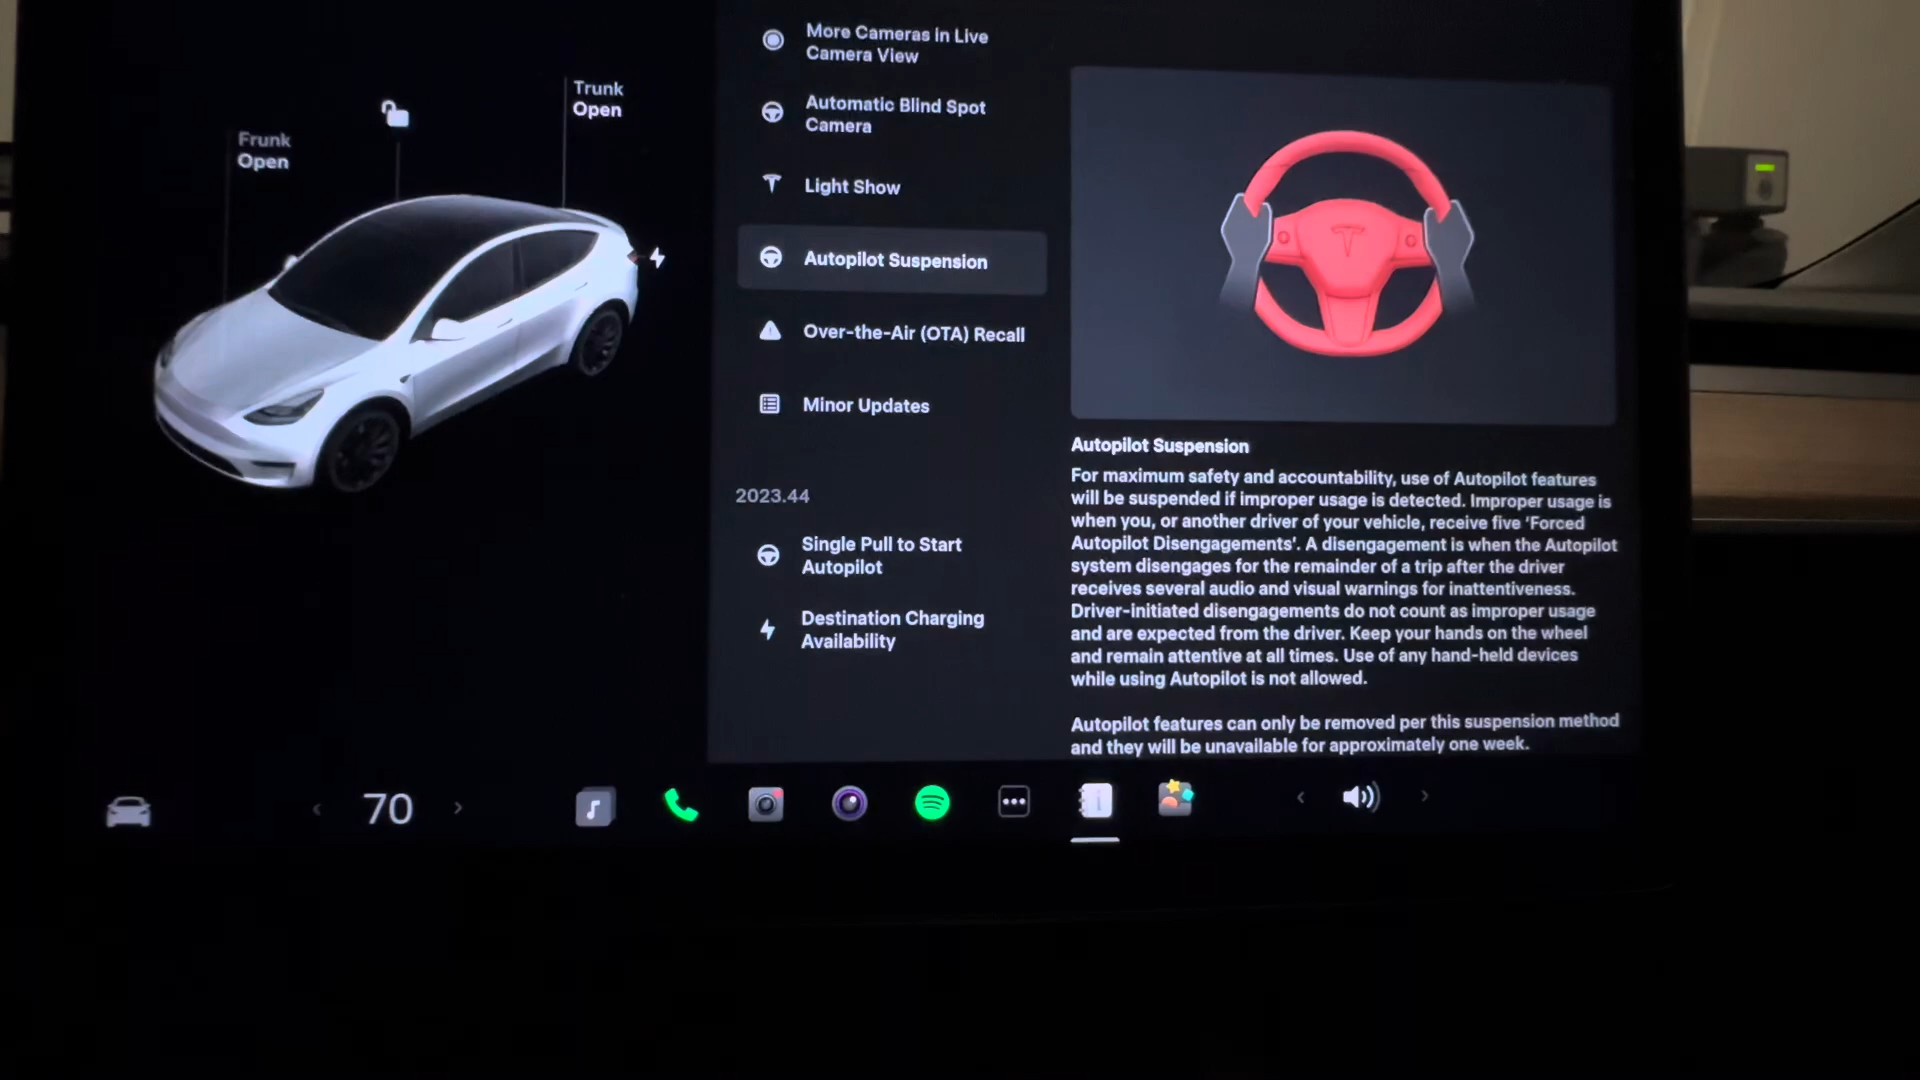 Frunk
Open
Trunk
Open
More Cameras in Live
Camera View
Automatic Blind Spot
Camera
Light Show
Autopilot Suspension
Over-the-Air (OTA) Recall
Minor Updates
2023.44
Single Pull to Start
Autopilot
Destination Charging
Availability
Autopilot Suspension
For maximum safety and accountability, use of Autopilot features
will be suspended if improper usage is detected. Improper usage is
when you, or another driver of your vehicle, receive five 'Forced
Autopilot Disengagements'. A disengagement is when the Autopilot
system disengages for the remainder of a trip after the driver
receives several audio and visual warnings for inattentiveness.
Driver-initiated disengagements do not count as improper usage
and are expected from the driver. Keep your hands on the wheel
and remain attentive at all times. Use of any hand-held devices
while using Autopilot is not allowed.
Autopilot features can only be removed per this suspension method
and they will be unavailable for approximately one week.
70